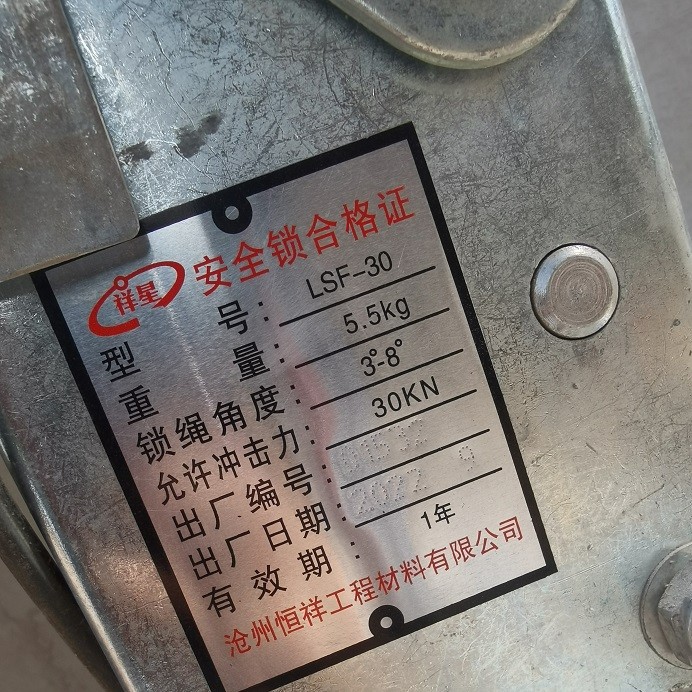 祥星 安全锁合格证
型号: LSF-30
重量: 5.5kg
锁绳角度: 3°-8°
允许冲击力: 30KN
出厂编号:
出厂日期: 2022 9
有效期: 1年
沧州恒祥工程材料有限公司